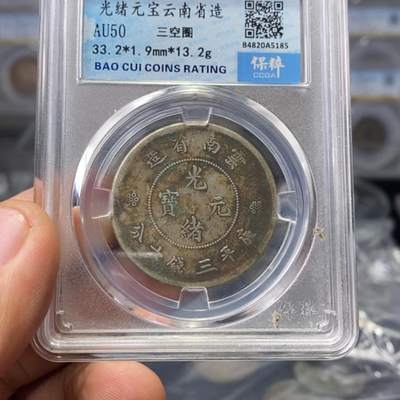 光緒元宝云南省造
AU50 三空圈
33.2*1.9mm*13.2g
BAO CUI COINS RATING
B4820A5185
保粹
雲南省造
光緒元寶
庫平三錢六分